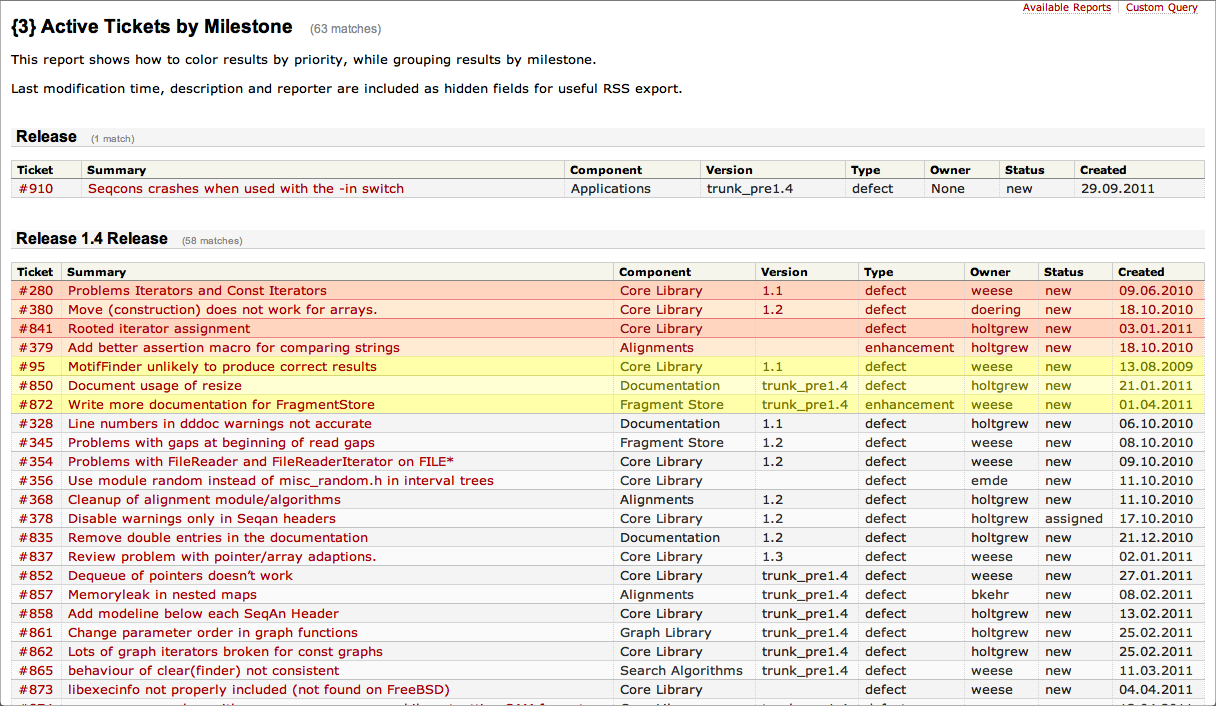 Available Reports Custom Query
{3} Active Tickets by Milestone (63 matches)
This report shows how to color results by priority, while grouping results by milestone.
Last modification time, description and reporter are included as hidden fields for useful RSS export.
Release (1 match)
Ticket Summary Component Version Type Owner Status Created
#910 Seqcons crashes when used with the -in switch Applications trunk_pre1.4 defect None new 29.09.2011
Release 1.4 Release (58 matches)
Ticket Summary Component Version Type Owner Status Created
#280 Problems Iterators and Const Iterators Core Library 1.1 defect weese new 09.06.2010
#380 Move (construction) does not work for arrays. Core Library 1.2 defect doering new 18.10.2010
#841 Rooted iterator assignment Core Library defect holtgrew new 03.01.2011
#379 Add better assertion macro for comparing strings Alignments enhancement holtgrew new 18.10.2010
#95 MotifFinder unlikely to produce correct results Core Library 1.1 defect weese new 13.08.2009
#850 Document usage of resize Documentation trunk_pre1.4 defect holtgrew new 21.01.2011
#872 Write more documentation for FragmentStore Fragment Store trunk_pre1.4 enhancement weese new 01.04.2011
#328 Line numbers in dddoc warnings not accurate Documentation 1.1 defect holtgrew new 06.10.2010
#345 Problems with gaps at beginning of read gaps Fragment Store 1.2 defect weese new 08.10.2010
#354 Problems with FileReader and FileReaderIterator on FILE* Core Library 1.2 defect weese new 09.10.2010
#356 Use module random instead of misc_random.h in interval trees Core Library defect emde new 11.10.2010
#368 Cleanup of alignment module/algorithms Alignments 1.2 defect holtgrew new 11.10.2010
#378 Disable warnings only in Seqan headers Core Library 1.2 defect holtgrew assigned 17.10.2010
#835 Remove double entries in the documentation Documentation 1.2 defect holtgrew new 21.12.2010
#837 Review problem with pointer/array adaptions. Core Library 1.3 defect weese new 02.01.2011
#852 Dequeue of pointers doesn't work Core Library trunk_pre1.4 defect weese new 27.01.2011
#857 Memoryleak in nested maps Alignments trunk_pre1.4 defect bkehr new 08.02.2011
#858 Add modeline below each SeqAn Header Core Library trunk_pre1.4 defect holtgrew new 13.02.2011
#861 Change parameter order in graph functions Graph Library trunk_pre1.4 defect holtgrew new 25.02.2011
#862 Lots of graph iterators broken for const graphs Core Library trunk_pre1.4 defect holtgrew new 25.02.2011
#865 behaviour of clear(finder) not consistent Search Algorithms trunk_pre1.4 defect weese new 11.03.2011
#873 libexecinfo not properly included (not found on FreeBSD) Core Library defect weese new 04.04.2011